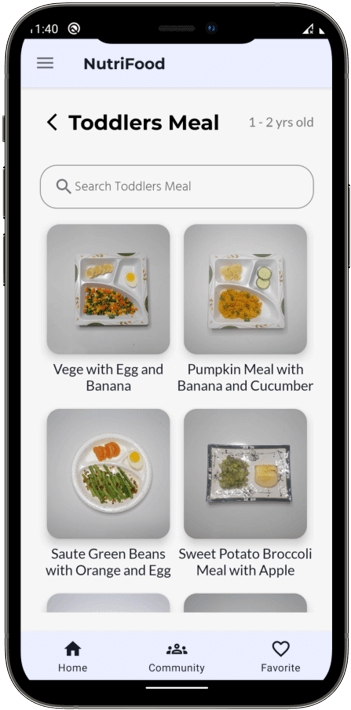 1:40
NutriFood
Toddlers Meal
1 - 2 yrs old
Search Toddlers Meal
Vege with Egg and
Banana
Pumpkin Meal with
Banana and Cucumber
Saute Green Beans
with Orange and Egg
Sweet Potato Broccoli
Meal with Apple
Home
Community
Favorite